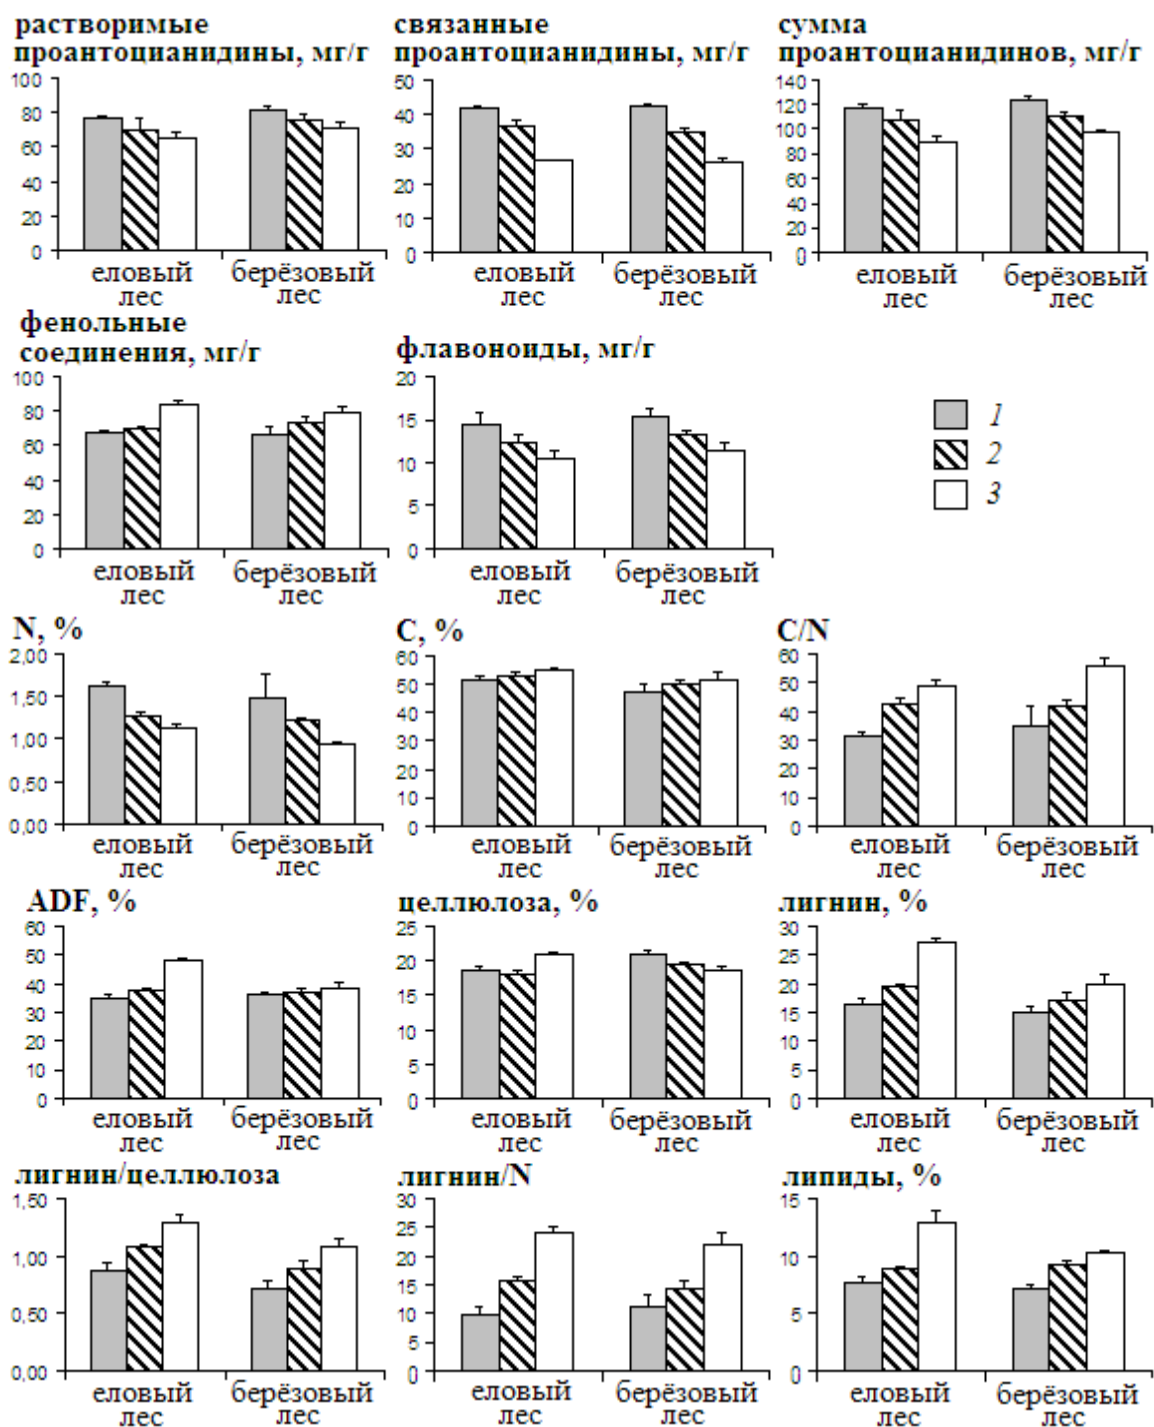 растворимые
проантоцианидины, мг/г
100
80
60
40
20
0
еловый
лес
берёзовый
лес
связанные
проантоцианидины, мг/г
50
40
30
20
10
0
еловый
лес
берёзовый
лес
сумма
проантоцианидинов, мг/г
140
120
100
80
60
40
20
0
еловый
лес
берёзовый
лес
фенольные
соединения, мг/г
100
80
60
40
20
0
еловый
лес
берёзовый
лес
флавоноиды, мг/г
20
15
10
5
0
еловый
лес
берёзовый
лес
1
2
3
N, %
2,00
1,50
1,00
0,50
0,00
еловый
лес
берёзовый
лес
C, %
60
50
40
30
20
10
0
еловый
лес
берёзовый
лес
C/N
60
50
40
30
20
10
0
еловый
лес
берёзовый
лес
ADF, %
60
50
40
30
20
10
0
еловый
лес
берёзовый
лес
целлюлоза, %
25
20
15
10
5
0
еловый
лес
берёзовый
лес
лигнин, %
30
25
20
15
10
5
0
еловый
лес
берёзовый
лес
лигнин/целлюлоза
1,50
1,00
0,50
0,00
еловый
лес
берёзовый
лес
лигнин/N
30
25
20
15
10
5
0
еловый
лес
берёзовый
лес
липиды, %
15
10
5
0
еловый
лес
берёзовый
лес